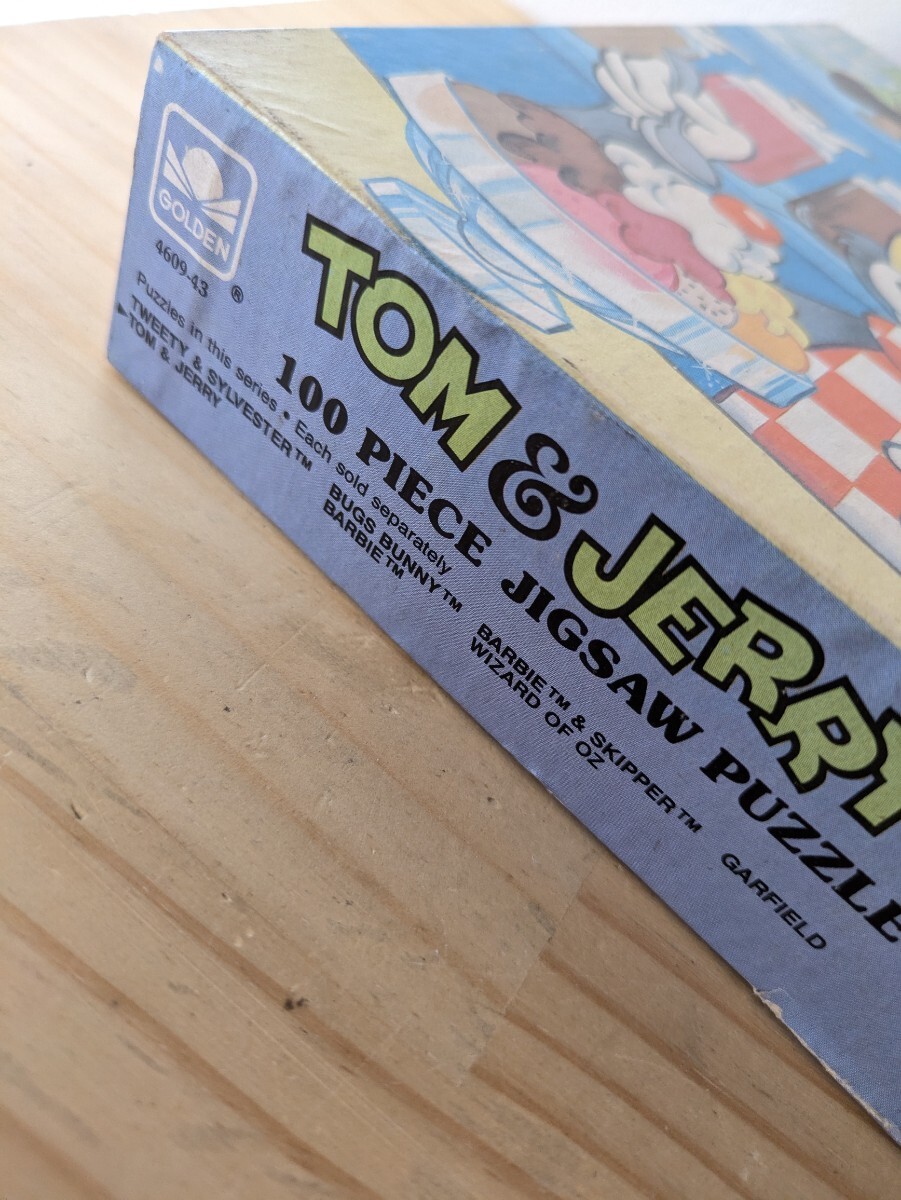 GOLDEN
®
4609-43
TOM & JERRY
100 PIECE JIGSAW PUZZLE
Puzzles in this series • Each sold separately
TWEETY & SYLVESTER™
▶TOM & JERRY
BUGS BUNNY™
BARBIE™
BARBIE™ & SKIPPER™
WIZARD OF OZ
GARFIELD